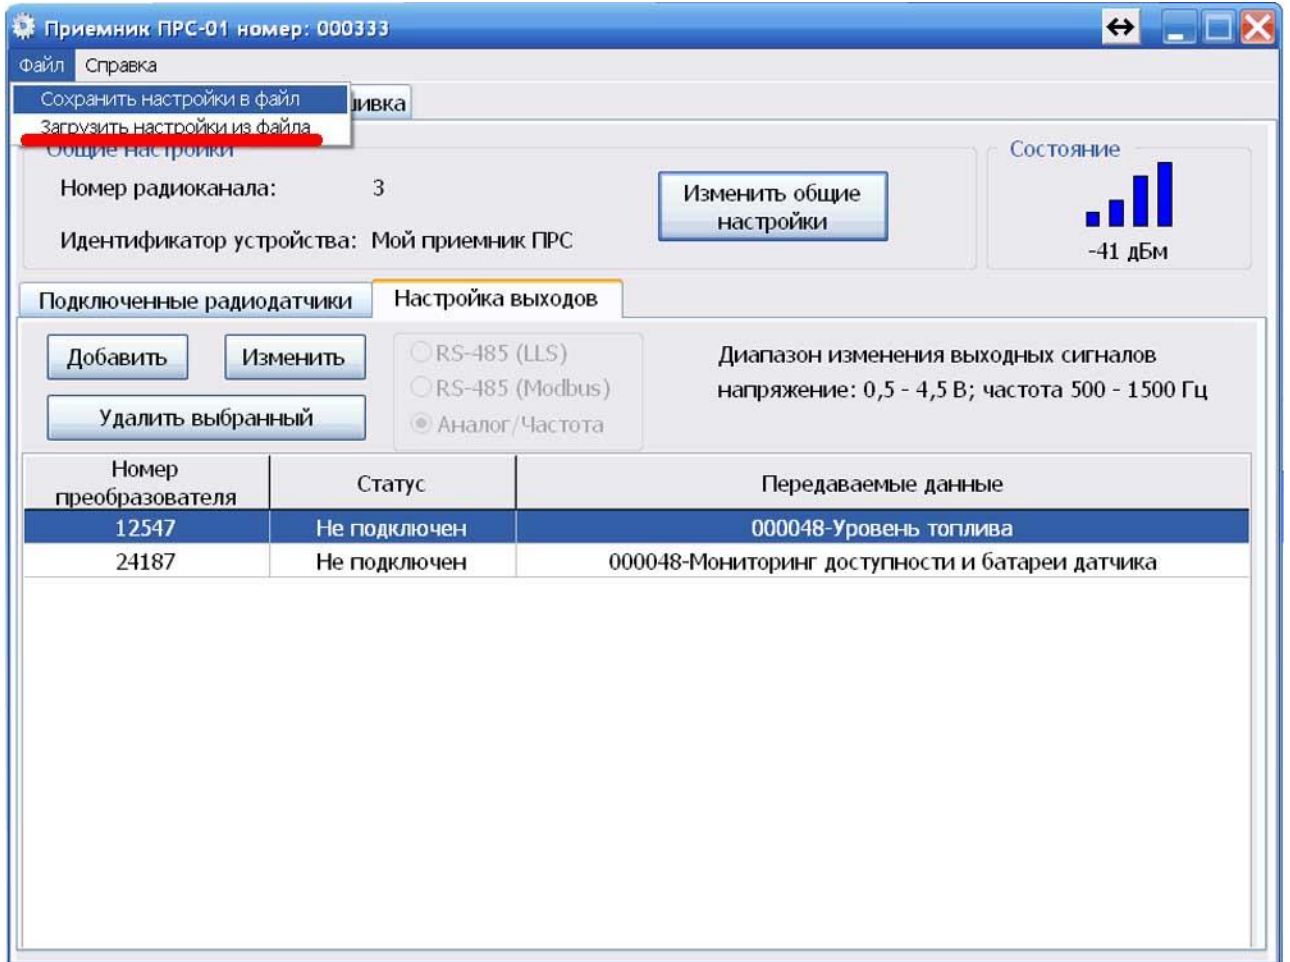 Приемник ПРС-01 номер: 000333
Файл Справка
Сохранить настройки в файл
ивка
Загрузить настройки из файла
Общие настройки
Состояние
Номер радиоканала: 3
Изменить общие
настройки
Идентификатор устройства: Мой приемник ПРС
-41 дБм
Подключенные радиодатчики
Настройка выходов
Добавить
Изменить
Удалить выбранный
RS-485 (LLS)
RS-485 (Modbus)
Аналог/Частота
Диапазон изменения выходных сигналов
напряжение: 0,5 - 4,5 В; частота 500 - 1500 Гц
Номер
преобразователя
Статус
Передаваемые данные
12547 Не подключен 000048-Уровень топлива
24187 Не подключен 000048-Мониторинг доступности и батареи датчика